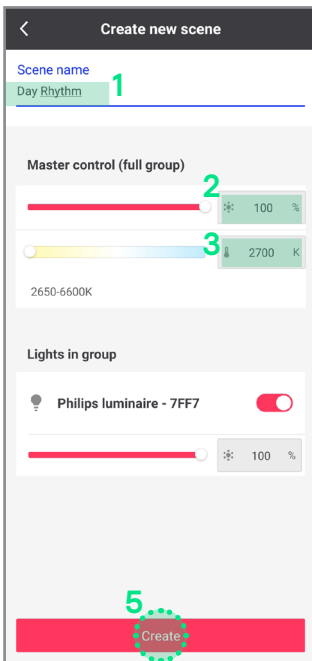 Create new scene
Scene name
1
Day Rhythm
Master control (full group)
2
100 %
3
2700 K
2650-6600K
Lights in group
Philips luminaire - 7FF7
100 %
5
Create